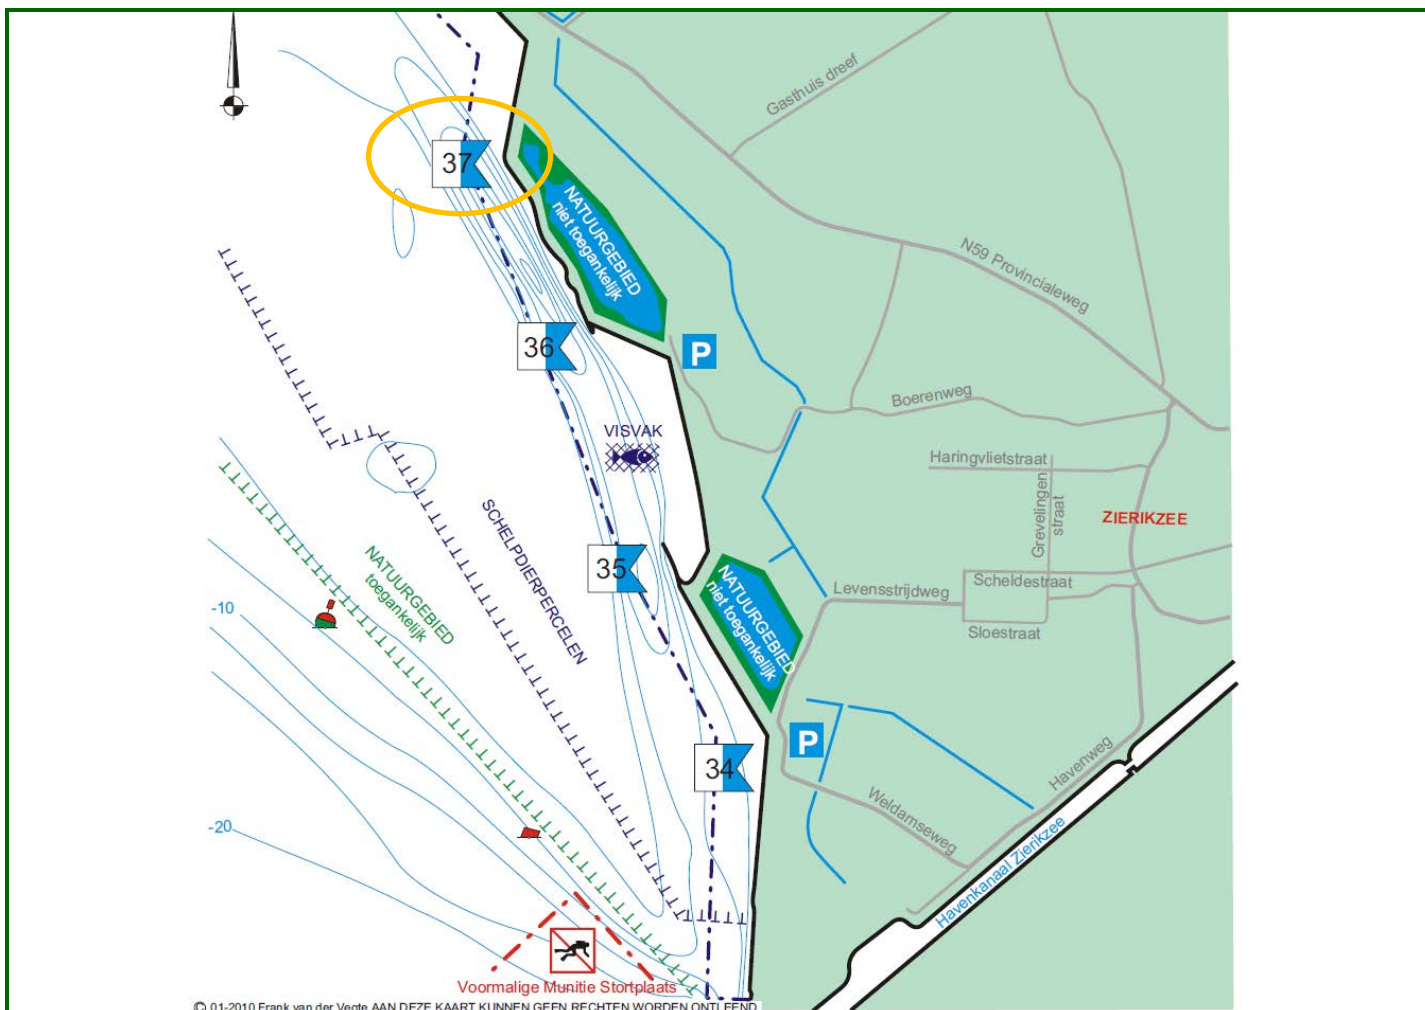 Gasthuis dreef
37
NATUURGEBIED
niet toegankelijk
N59 Provincialeweg
36
P
Boerenweg
VISVAK
Haringvlietstraat
Grevelingen
straat
ZIERIKZEE
SCHELPDIERPERCELEN
NATUURGEBIED
toegankelijk
35
NATUURGEBIED
niet toegankelijk
Scheldestraat
Levensstrijdweg
Sloestraat
-10
34
P
Havenweg
Weldamseweg
-20
Havenkanaal Zierikzee
Voormalige Munitie Stortplaats
© 01-2010 Frank van der Vegte AAN DEZE KAART KUNNEN GEEN RECHTEN WORDEN ONTLEEND